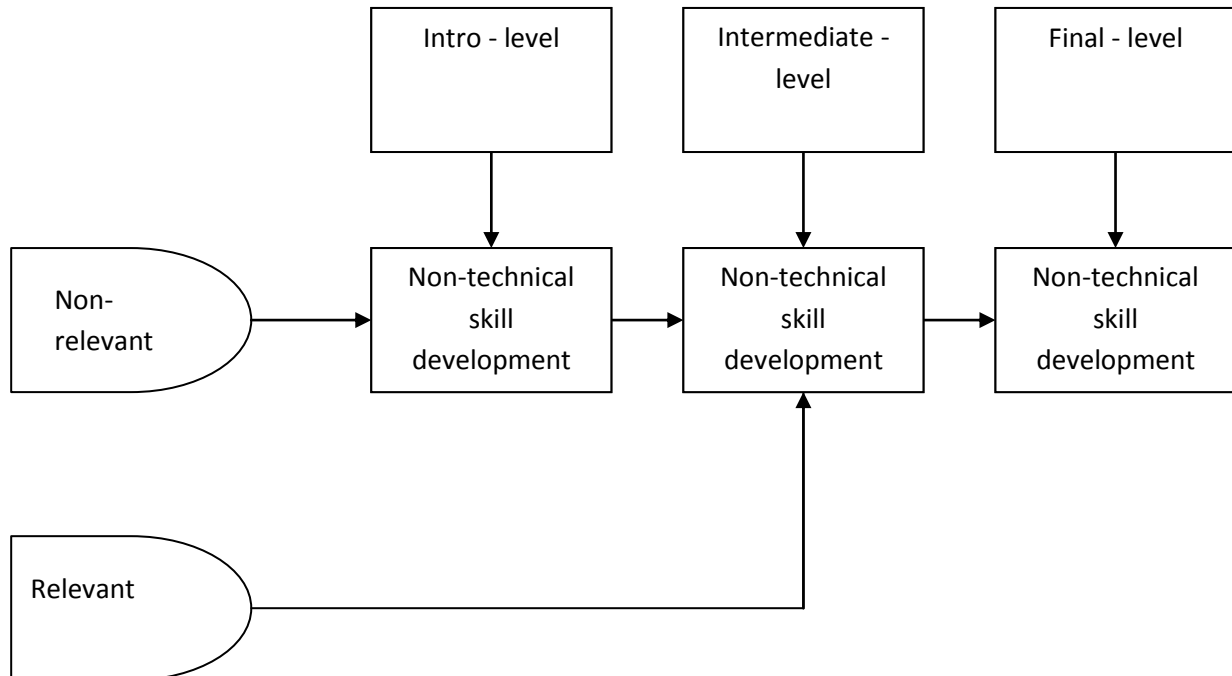 Intro - level
Intermediate -
level
Final - level
Non-
relevant
Non-technical
skill
development
Non-technical
skill
development
Non-technical
skill
development
Relevant